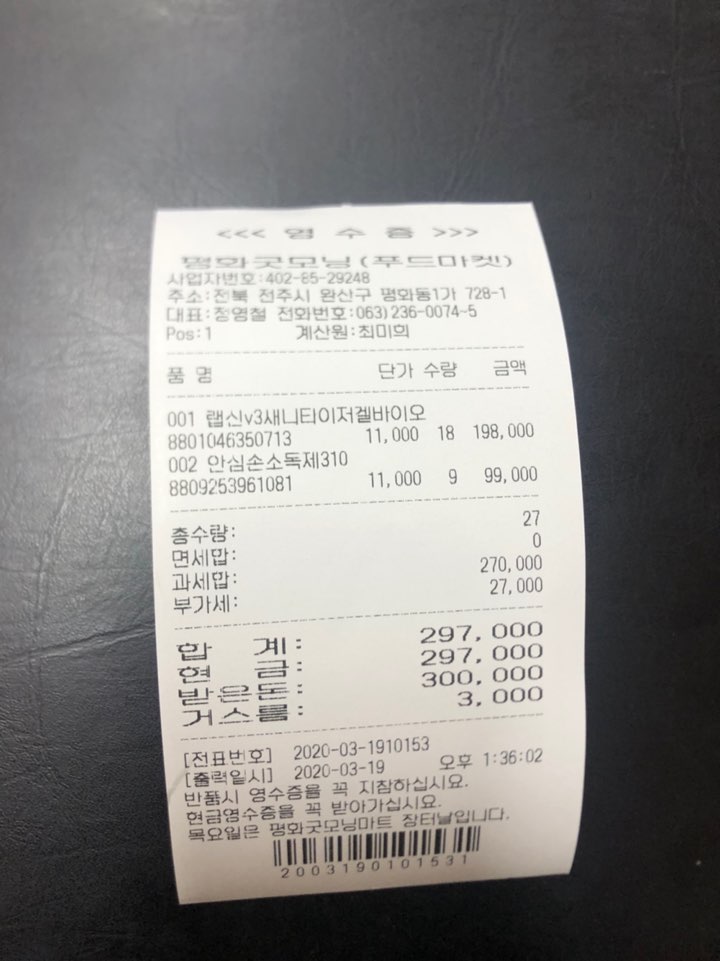 <<< 영 수 증 >>>
평화굿모닝(푸드마켓)
사업자번호:402-85-29248
주소:전북 전주시 완산구 평화동1가 728-1
대표:정영철 전화번호:063)236-0074~5
Pos:1 계산원:최미희
품 명 단가 수량 금액
001 랩신v3새니타이저겔바이오
8801046350713 11,000 18 198,000
002 안심손소독제310
8809253961081 11,000 9 99,000
총수량: 27
면세합: 0
과세합: 270,000
부가세: 27,000
합 계: 297,000
현 금: 297,000
받은돈: 300,000
거스름: 3,000
[전표번호] 2020-03-1910153
[출력일시] 2020-03-19 오후 1:36:02
반품시 영수증을 꼭 지참하십시요.
현금영수증을 꼭 받아가십시요.
목요일은 평화굿모닝마트 장터날입니다.
200319010­1531